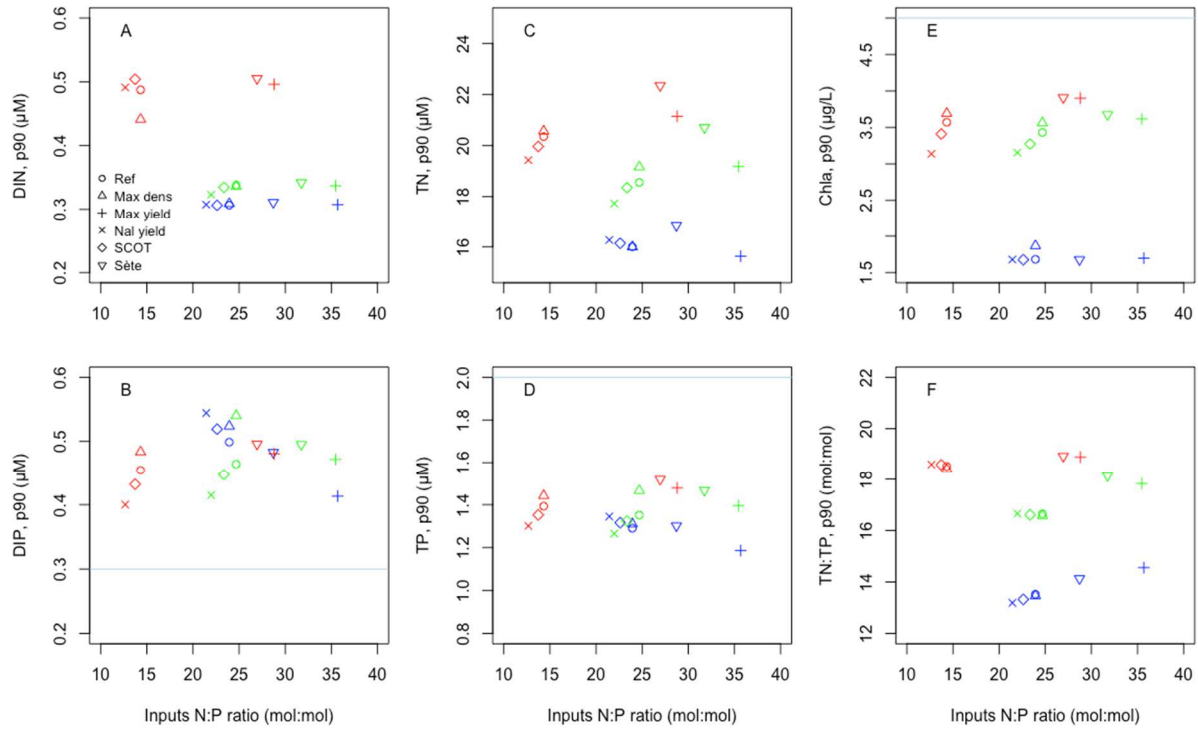 A
DIN, p90 (µM)
0.6
0.5
0.4
0.3
0.2
Ref
Max dens
Max yield
Nal yield
SCOT
Sète
10 15 20 25 30 35 40
C
TN, p90 (µM)
24
22
20
18
16
10 15 20 25 30 35 40
E
Chla, p90 (µg/L)
4.5
3.5
2.5
1.5
10 15 20 25 30 35 40
B
DIP, p90 (µM)
0.6
0.5
0.4
0.3
0.2
10 15 20 25 30 35 40
Inputs N:P ratio (mol:mol)
D
TP, p90 (µM)
2.0
1.8
1.6
1.4
1.2
1.0
0.8
10 15 20 25 30 35 40
Inputs N:P ratio (mol:mol)
F
TN:TP, p90 (mol:mol)
22
20
18
16
14
12
10 15 20 25 30 35 40
Inputs N:P ratio (mol:mol)